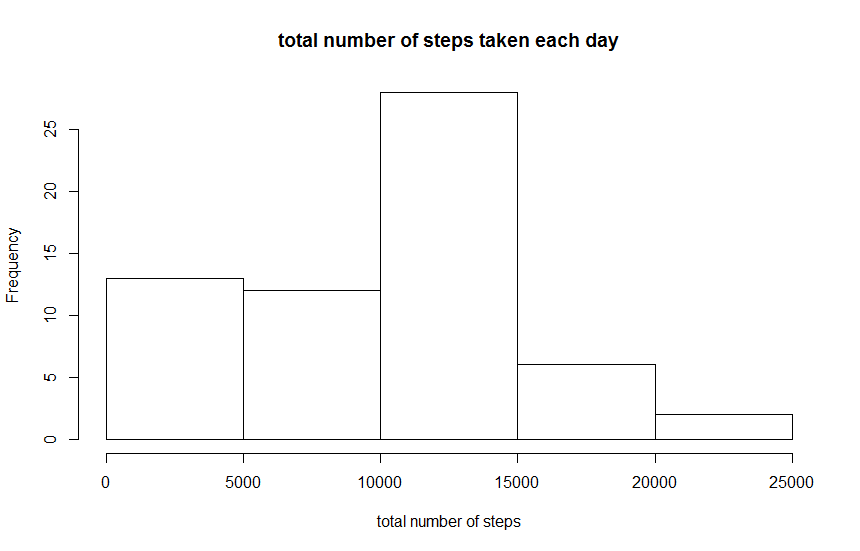 total number of steps taken each day
Frequency
25
20
15
10
5
0
0 5000 10000 15000 20000 25000
total number of steps